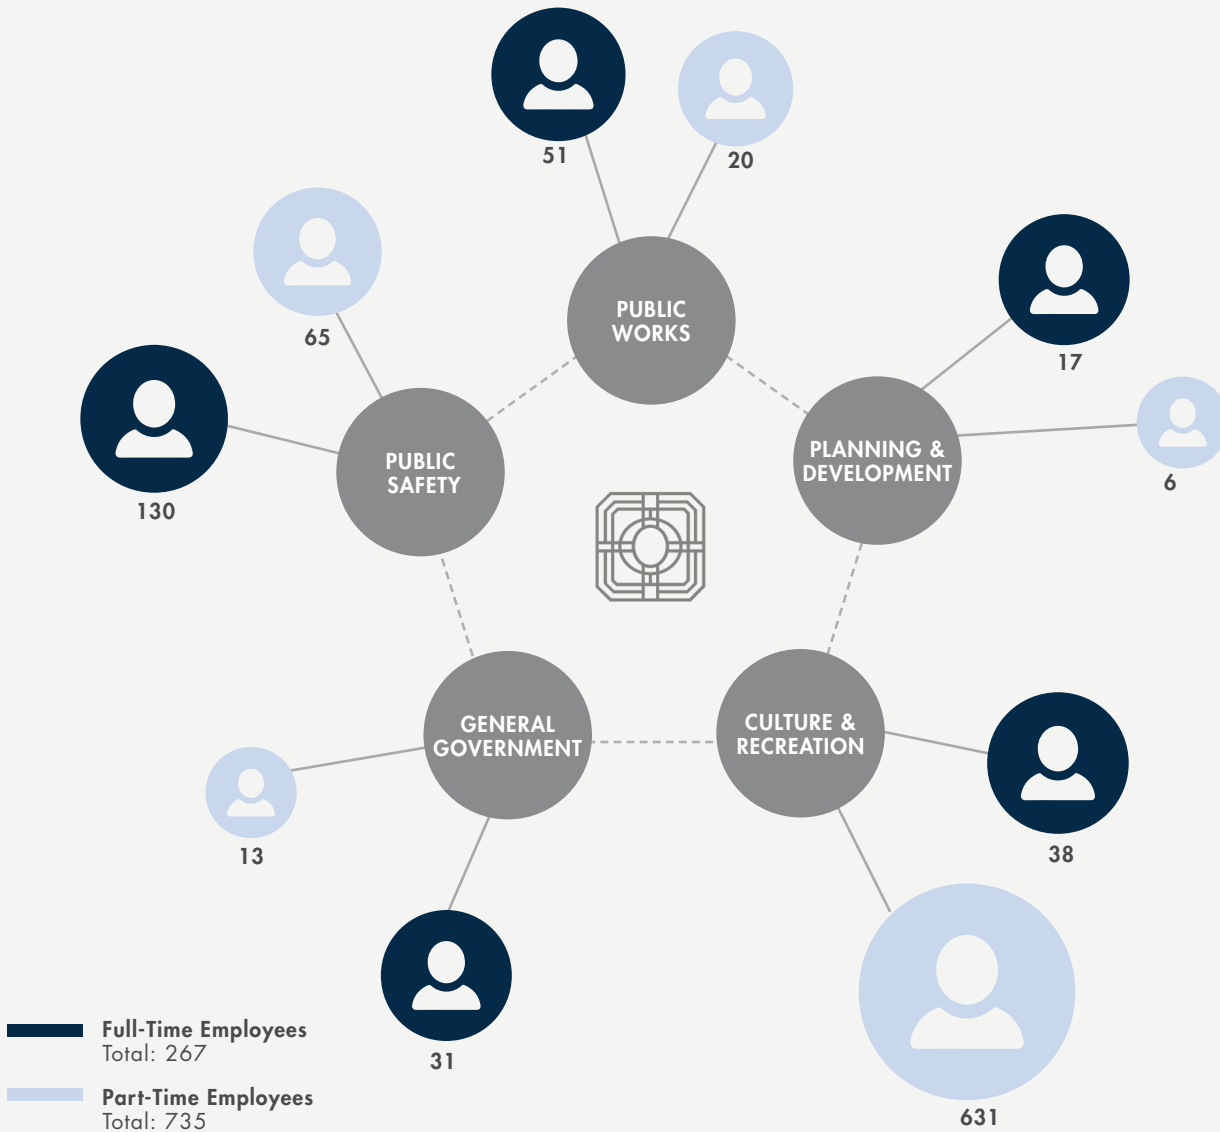 51
20
PUBLIC
WORKS
65
17
130
PUBLIC
SAFETY
PLANNING &
DEVELOPMENT
6
GENERAL
GOVERNMENT
CULTURE &
RECREATION
13
38
31
631
Full-Time Employees
Total: 267
Part-Time Employees
Total: 735